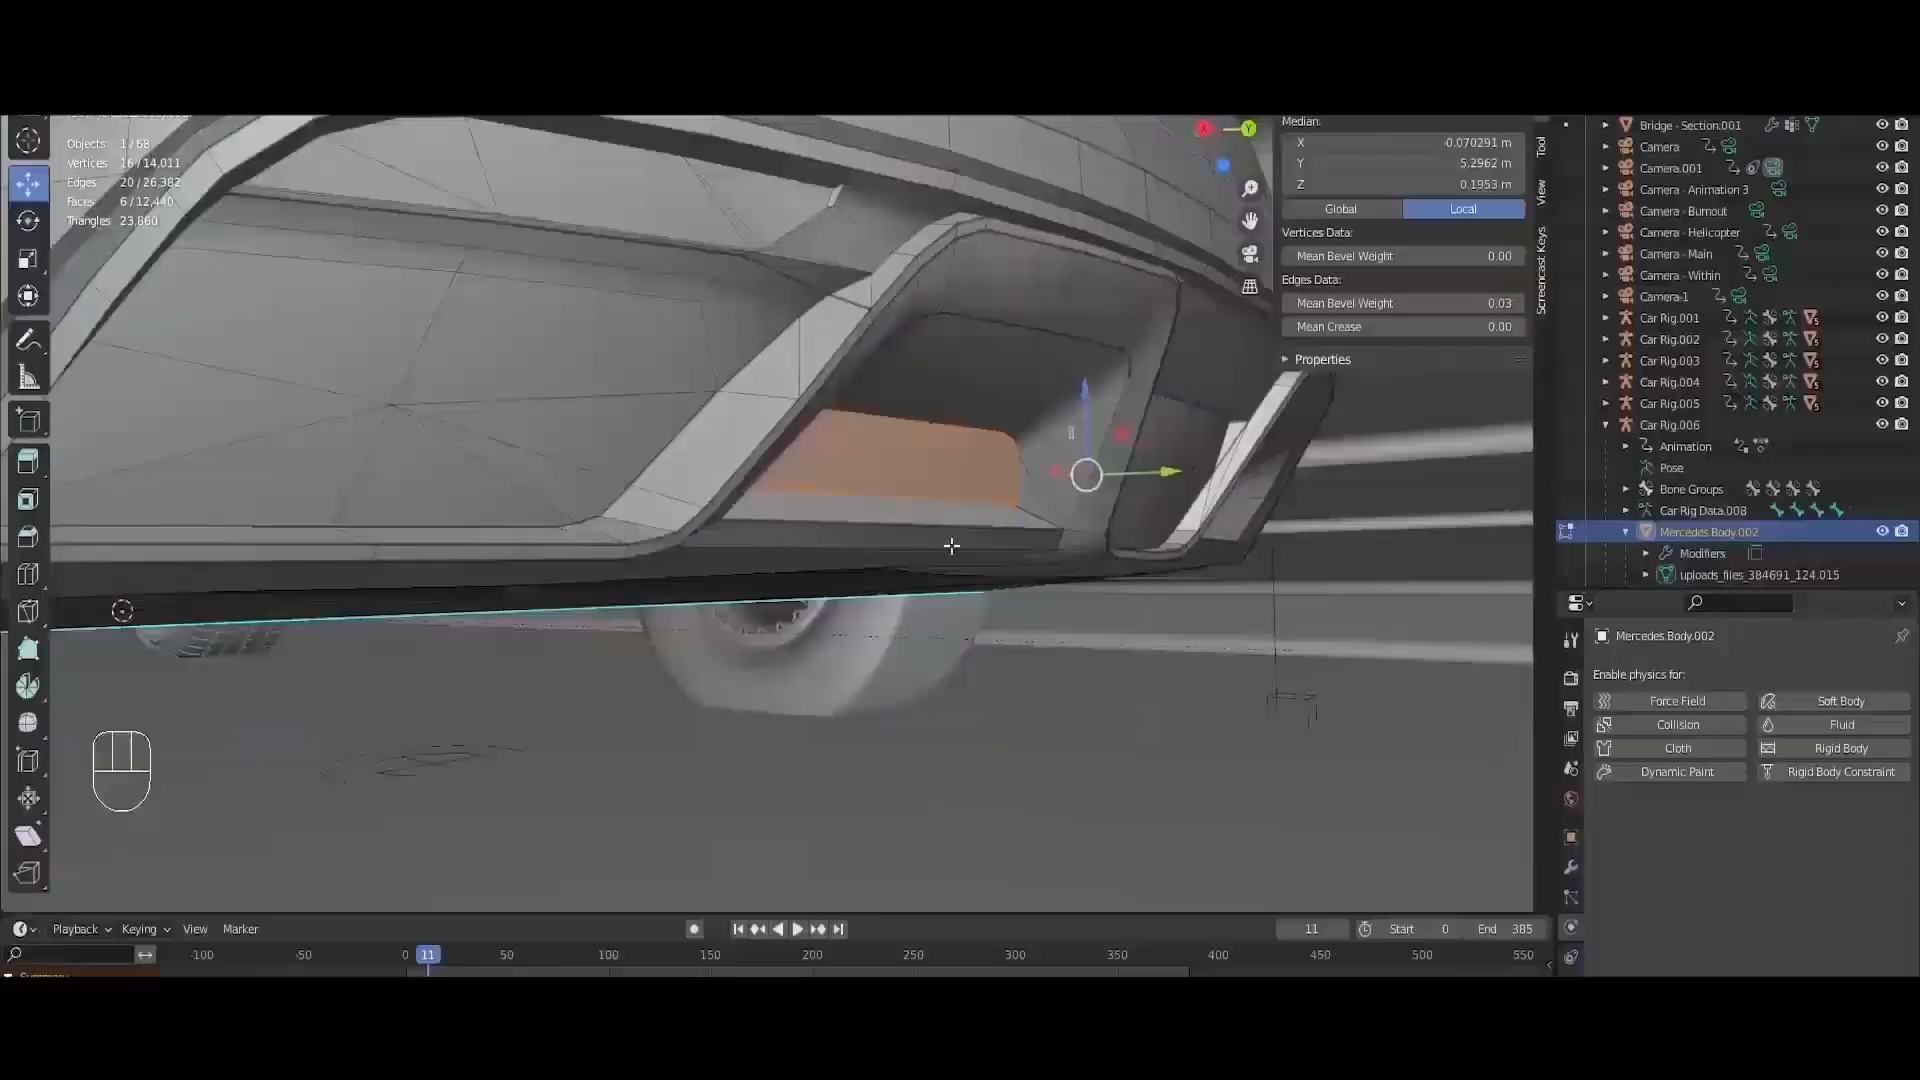 Objects 1 / 68
Vertices 16 / 14,011
Edges 20 / 26,382
Faces 6 / 12,440
Triangles 23,860
X Y
Median:
X -0.070291 m
Y 5.2962 m
Z 0.1953 m
Global Local
Vertices Data:
Mean Bevel Weight 0.00
Edges Data:
Mean Bevel Weight 0.03
Mean Crease 0.00
Properties
Tool
View
Screencast Keys
Bridge - Section.001
Camera
Camera.001
Camera - Animation 3
Camera - Burnout
Camera - Helicopter
Camera - Main
Camera - Within
Camera-1
Car Rig.001
Car Rig.002
Car Rig.003
Car Rig.004
Car Rig.005
Car Rig.006
Animation
Pose
Bone Groups
Car Rig Data.008
Mercedes.Body.002
Modifiers
uploads_files_384691_124.015
Mercedes.Body.002
Enable physics for:
Force Field Soft Body
Collision Fluid
Cloth Rigid Body
Dynamic Paint Rigid Body Constraint
Playback Keying View Marker
11 Start 0 End 385
-100 -50 0 11 50 100 150 200 250 300 350 400 450 500 550
Summary